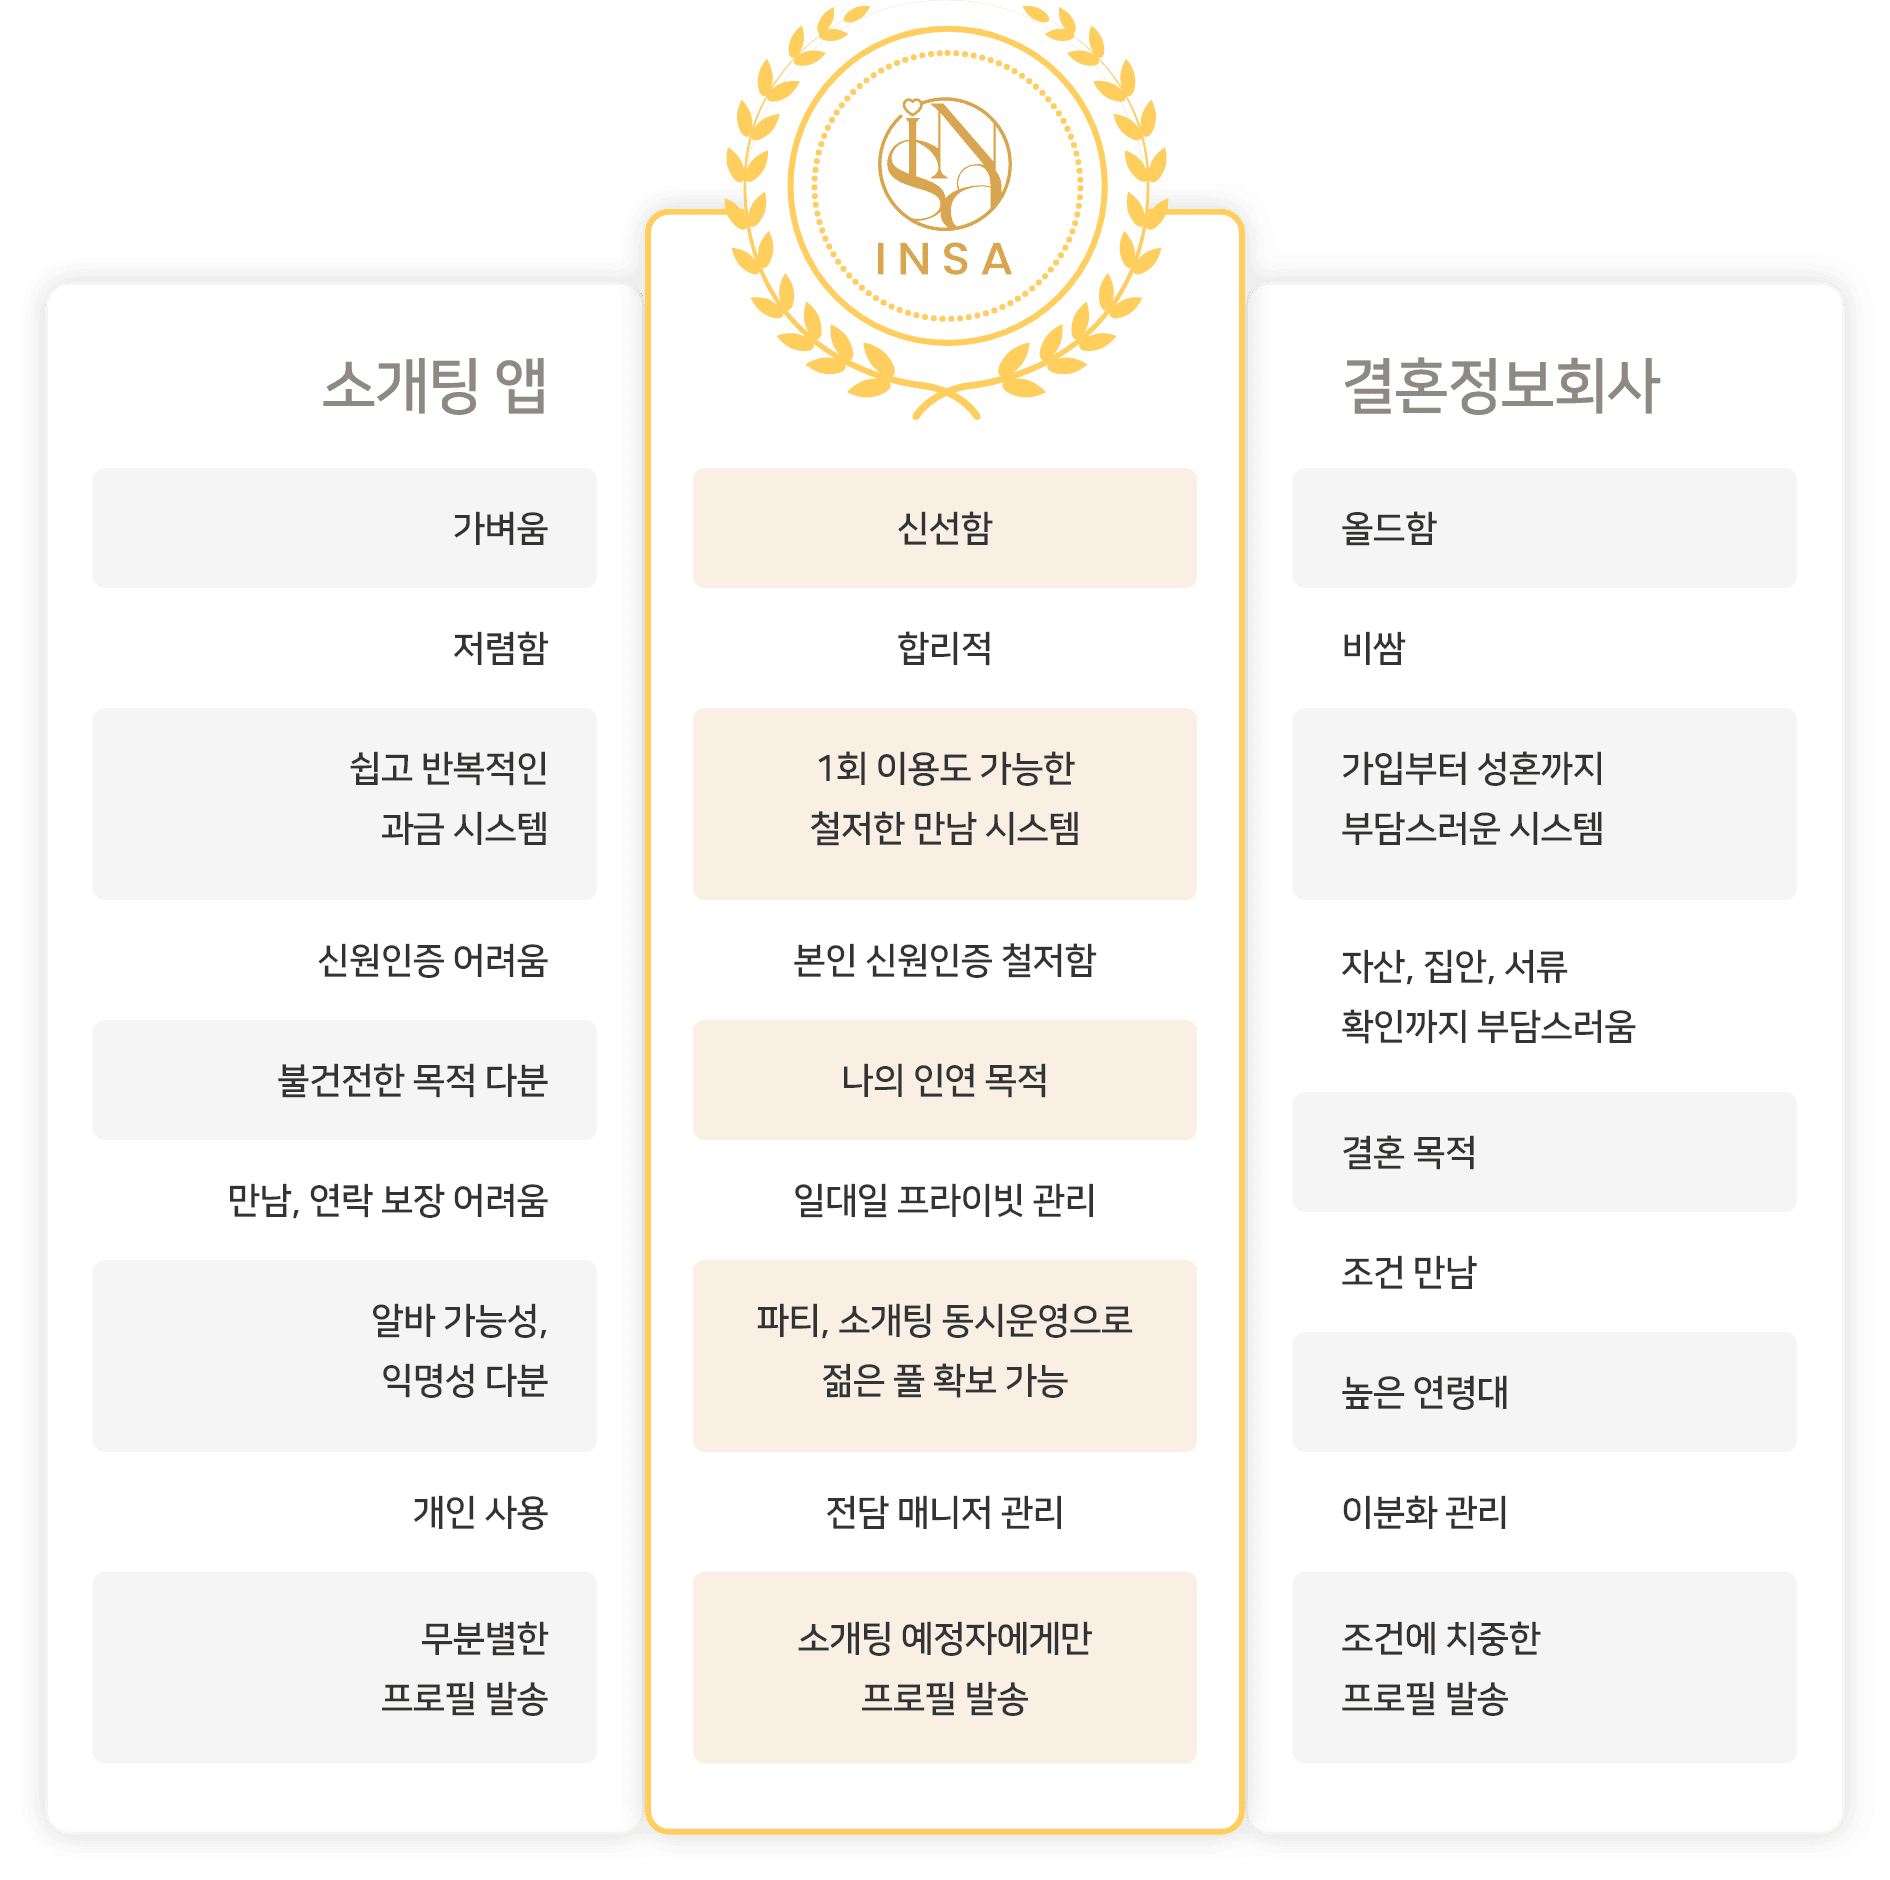 INSA
소개팅 앱
가벼움
저렴함
쉽고 반복적인
과금 시스템
신원인증 어려움
불건전한 목적 다분
만남, 연락 보장 어려움
알바 가능성,
익명성 다분
개인 사용
무분별한
프로필 발송
INSA
신선함
합리적
1회 이용도 가능한
철저한 만남 시스템
본인 신원인증 철저함
나의 인연 목적
일대일 프라이빗 관리
파티, 소개팅 동시운영으로
젊은 풀 확보 가능
전담 매니저 관리
소개팅 예정자에게만
프로필 발송
결혼정보회사
올드함
비쌈
가입부터 성혼까지
부담스러운 시스템
자산, 집안, 서류
확인까지 부담스러움
결혼 목적
조건 만남
높은 연령대
이분화 관리
조건에 치중한
프로필 발송